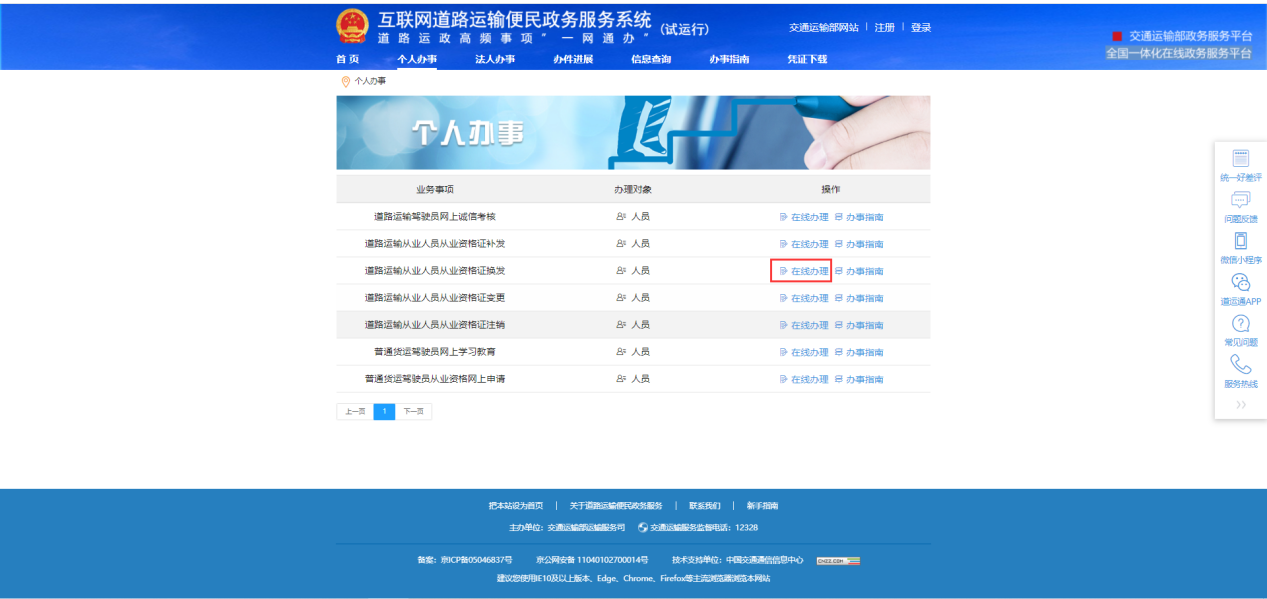 互联网道路运输便民政务服务系统 (试运行)
道路运政高频事项"一网通办"
交通运输部网站 | 注册 | 登录
交通运输部政务服务平台
全国一体化在线政务服务平台
首页 个人办事 法人办事 办件进展 信息查询 办事指南 凭证下载
个人办事
个人办事
业务事项 办理对象 操作
道路运输驾驶员网上诚信考核 人员 在线办理 办事指南
道路运输从业人员从业资格证补发 人员 在线办理 办事指南
道路运输从业人员从业资格证换发 人员 在线办理 办事指南
道路运输从业人员从业资格证变更 人员 在线办理 办事指南
道路运输从业人员从业资格证注销 人员 在线办理 办事指南
普通货运驾驶员网上学习教育 人员 在线办理 办事指南
普通货运驾驶员从业资格网上申请 人员 在线办理 办事指南
上一页 1 下一页
统一好差评
问题反馈
微信小程序
道运通APP
常见问题
服务热线
把本站设为首页 | 关于道路运输便民政务服务 | 联系我们 | 新手指南
主办单位：交通运输部运输服务司 交通运输服务监督电话：12328
备案：京ICP备05046837号 京公网安备 11040102700014号 技术支持单位：中国交通通信信息中心
建议您使用IE10及以上版本、Edge、Chrome、Firefox等主流浏览器浏览本网站